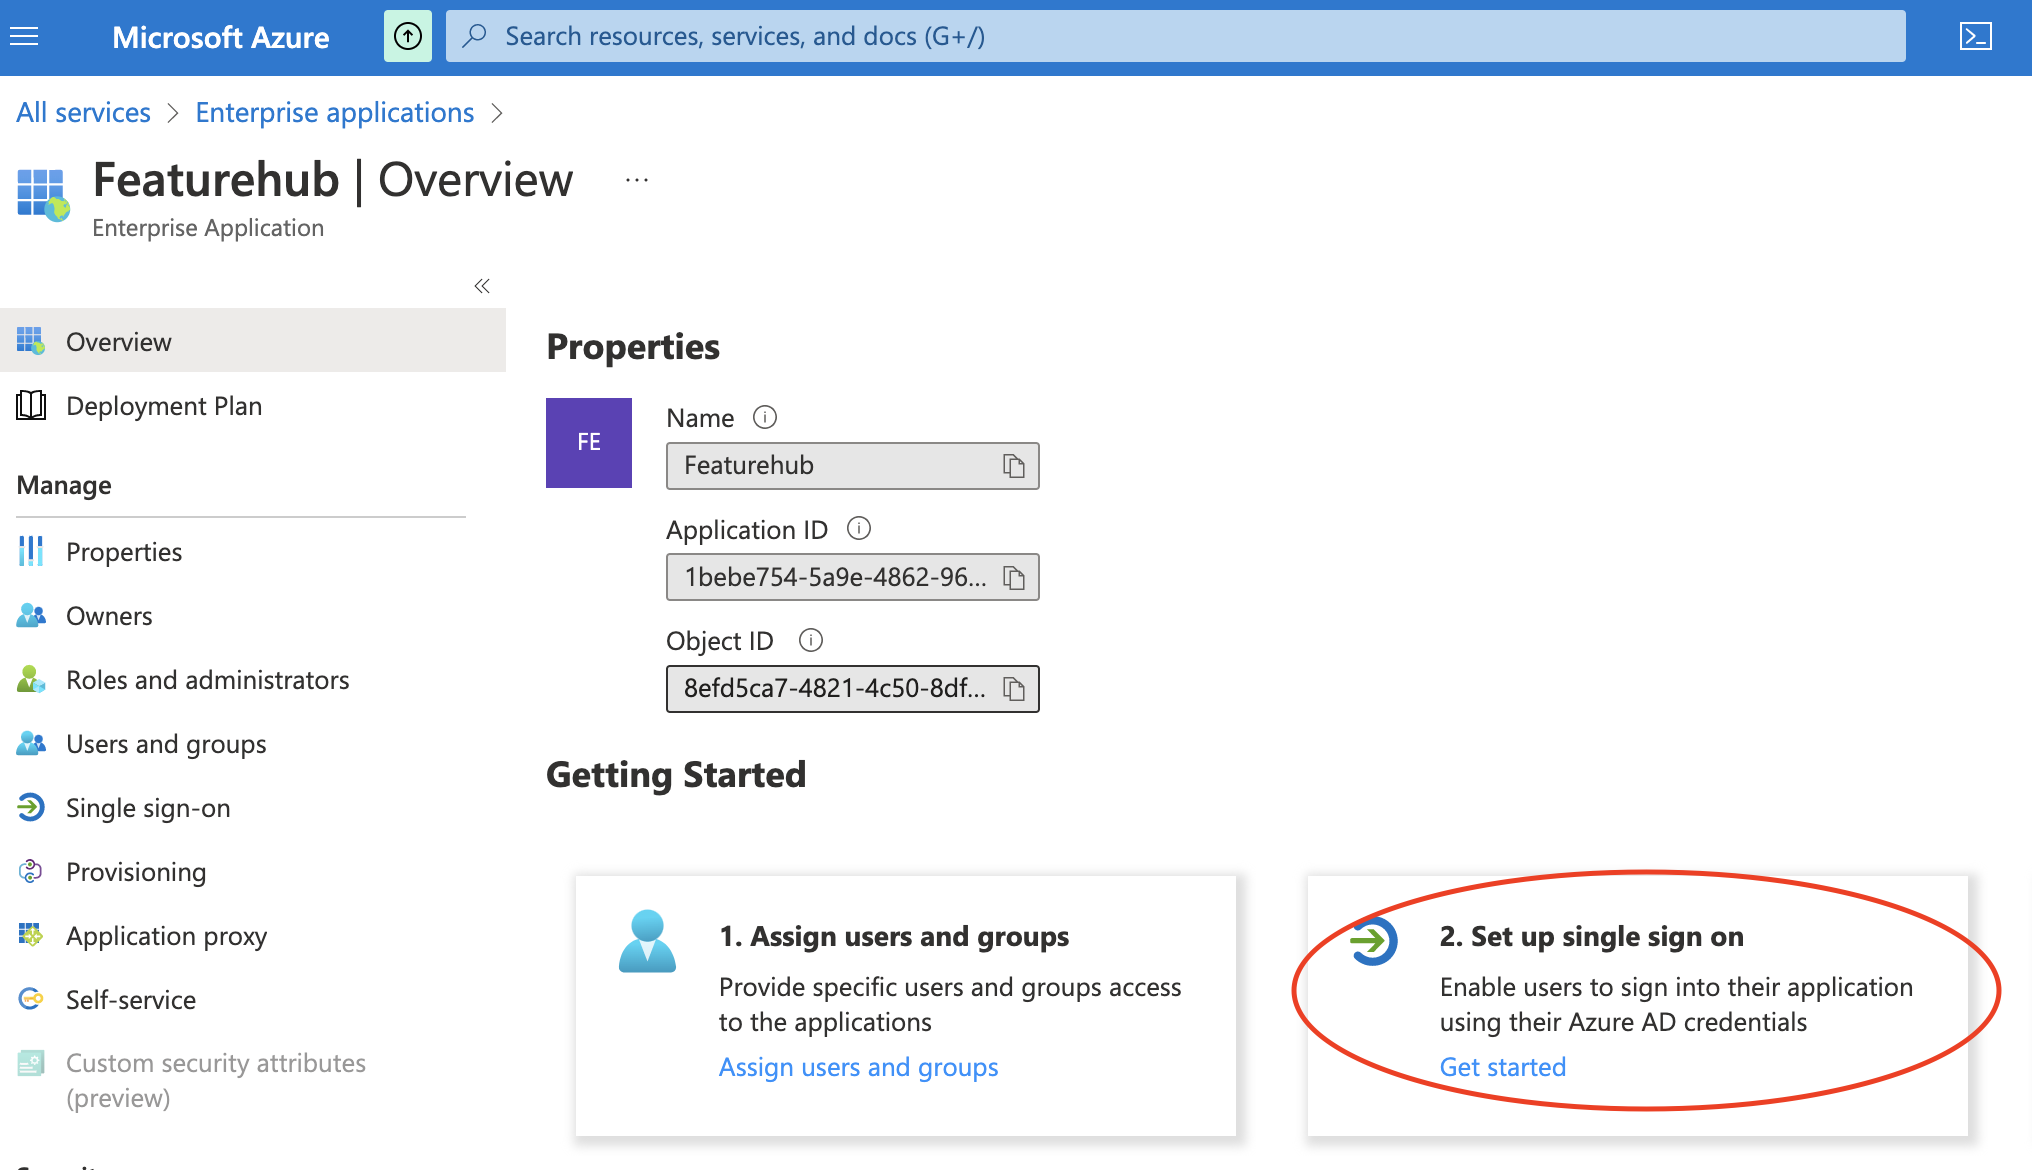 Microsoft Azure
Search resources, services, and docs (G+/)
All services > Enterprise applications >
Featurehub | Overview ...
Enterprise Application
«
Overview
Deployment Plan
Manage
Properties
Owners
Roles and administrators
Users and groups
Single sign-on
Provisioning
Application proxy
Self-service
Custom security attributes
(preview)
Properties
FE
Name
Featurehub
Application ID
1bebe754-5a9e-4862-96...
Object ID
8efd5ca7-4821-4c50-8df...
Getting Started
1. Assign users and groups
Provide specific users and groups access
to the applications
Assign users and groups
2. Set up single sign on
Enable users to sign into their application
using their Azure AD credentials
Get started